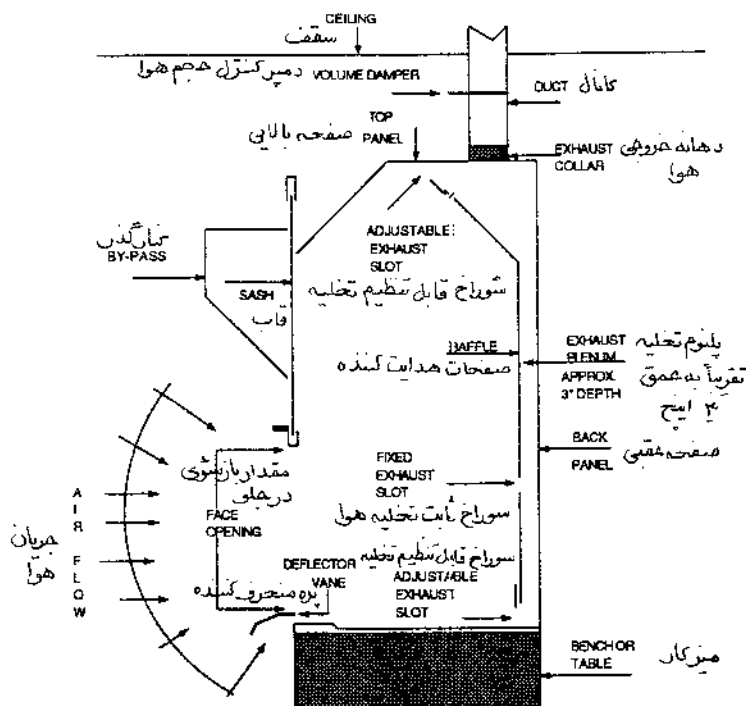 CEILING
سقف
دمپر کنترل حجم هوا
VOLUME DAMPER
DUCT
کانال
TOP
PANEL
صفحه بالایی
EXHAUST
COLLAR
دهانه خروجی
هوا
کنارگذر
BY-PASS
ADJUSTABLE
EXHAUST
SLOT
سوراخ قابل تنظیم تخلیه
SASH
قاب
BAFFLE
صفحات هدایت کننده
EXHAUST
PLENUM
APPROX.
3" DEPTH
پلنوم تخلیه
تقریباً به عمق
اینچ
BACK
PANEL
صفحه عقبی
FIXED
EXHAUST
SLOT
سوراخ ثابت تخلیه هوا
مقدار بازشوی
در جلو
FACE
OPENING
AIR FLOW
جریان
هوا
DEFLECTOR
VANE
پره منحرف کننده
سوراخ قابل تنظیم تخلیه
ADJUSTABLE
EXHAUST
SLOT
BENCH OR
TABLE
میز کار